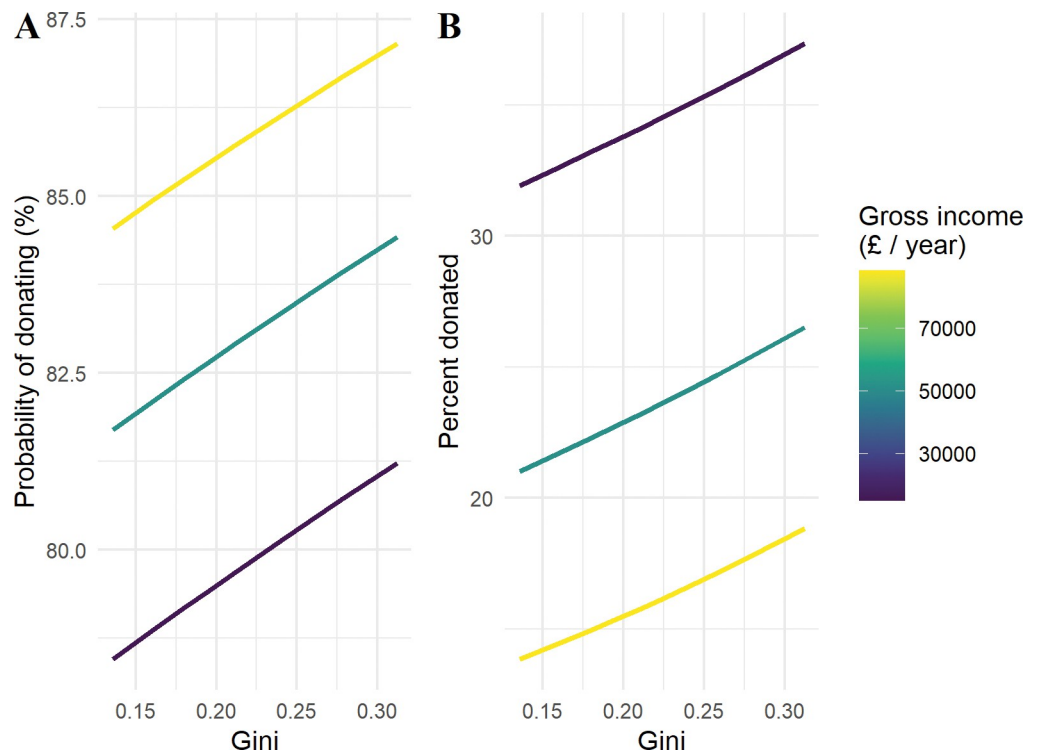 A
Probability of donating (%)
87.5
85.0
82.5
80.0
0.15 0.20 0.25 0.30
Gini
B
Percent donated
30
20
0.15 0.20 0.25 0.30
Gini
Gross income
(£ / year)
70000
50000
30000